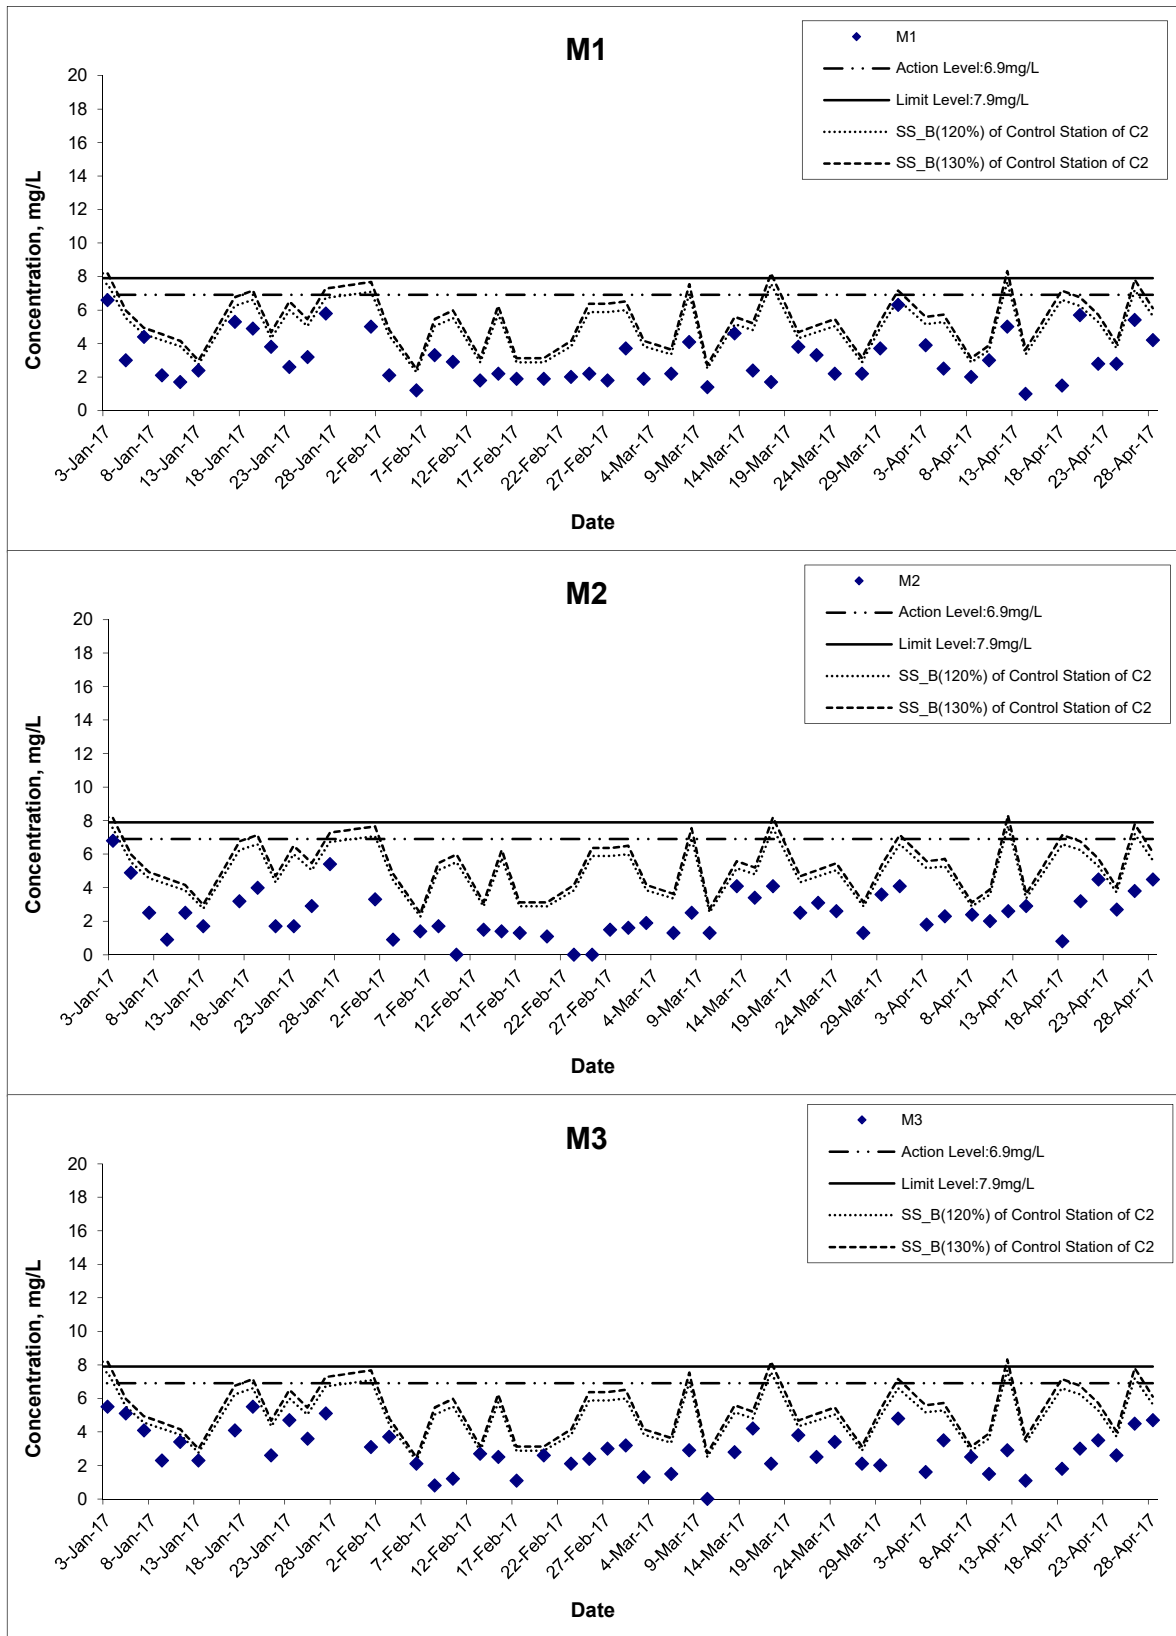 M1
M1
Action Level:6.9mg/L
Limit Level:7.9mg/L
SS_B(120%) of Control Station of C2
SS_B(130%) of Control Station of C2
Concentration, mg/L
20
18
16
14
12
10
8
6
4
2
0
3-Jan-17
8-Jan-17
13-Jan-17
18-Jan-17
23-Jan-17
28-Jan-17
2-Feb-17
7-Feb-17
12-Feb-17
17-Feb-17
22-Feb-17
27-Feb-17
4-Mar-17
9-Mar-17
14-Mar-17
19-Mar-17
24-Mar-17
29-Mar-17
3-Apr-17
8-Apr-17
13-Apr-17
18-Apr-17
23-Apr-17
28-Apr-17
Date
M2
M2
Action Level:6.9mg/L
Limit Level:7.9mg/L
SS_B(120%) of Control Station of C2
SS_B(130%) of Control Station of C2
Concentration, mg/L
20
18
16
14
12
10
8
6
4
2
0
3-Jan-17
8-Jan-17
13-Jan-17
18-Jan-17
23-Jan-17
28-Jan-17
2-Feb-17
7-Feb-17
12-Feb-17
17-Feb-17
22-Feb-17
27-Feb-17
4-Mar-17
9-Mar-17
14-Mar-17
19-Mar-17
24-Mar-17
29-Mar-17
3-Apr-17
8-Apr-17
13-Apr-17
18-Apr-17
23-Apr-17
28-Apr-17
Date
M3
M3
Action Level:6.9mg/L
Limit Level:7.9mg/L
SS_B(120%) of Control Station of C2
SS_B(130%) of Control Station of C2
Concentration, mg/L
20
18
16
14
12
10
8
6
4
2
0
3-Jan-17
8-Jan-17
13-Jan-17
18-Jan-17
23-Jan-17
28-Jan-17
2-Feb-17
7-Feb-17
12-Feb-17
17-Feb-17
22-Feb-17
27-Feb-17
4-Mar-17
9-Mar-17
14-Mar-17
19-Mar-17
24-Mar-17
29-Mar-17
3-Apr-17
8-Apr-17
13-Apr-17
18-Apr-17
23-Apr-17
28-Apr-17
Date